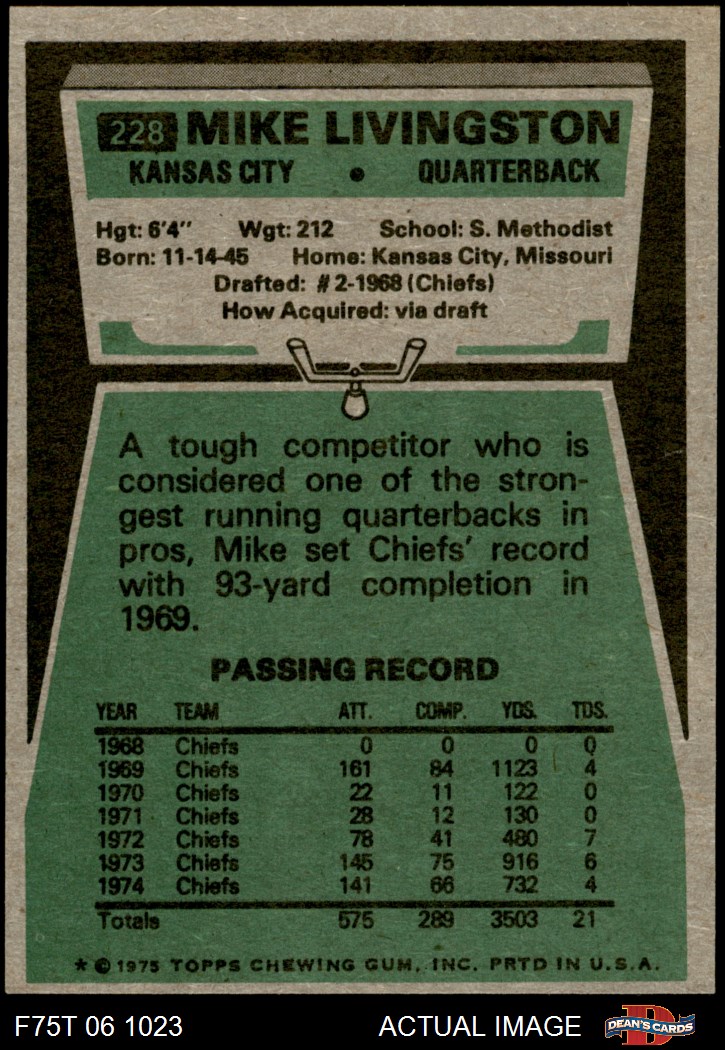 228 MIKE LIVINGSTON
KANSAS CITY • QUARTERBACK
Hgt: 6'4" Wgt: 212 School: S. Methodist
Born: 11-14-45 Home: Kansas City, Missouri
Drafted: #2-1968 (Chiefs)
How Acquired: via draft
A tough competitor who is
considered one of the stron-
gest running quarterbacks in
pros, Mike set Chiefs' record
with 93-yard completion in
1969.
PASSING RECORD
YEAR TEAM ATT. COMP. YDS. TDS.
1968 Chiefs 0 0 0 0
1969 Chiefs 161 84 1123 4
1970 Chiefs 22 11 122 0
1971 Chiefs 28 12 130 0
1972 Chiefs 78 41 480 7
1973 Chiefs 145 75 916 6
1974 Chiefs 141 66 732 4
Totals 575 289 3503 21
* © 1975 TOPPS CHEWING GUM, INC. PRTD IN U.S.A.
F75T 06 1023 ACTUAL IMAGE DEAN'S CARDS